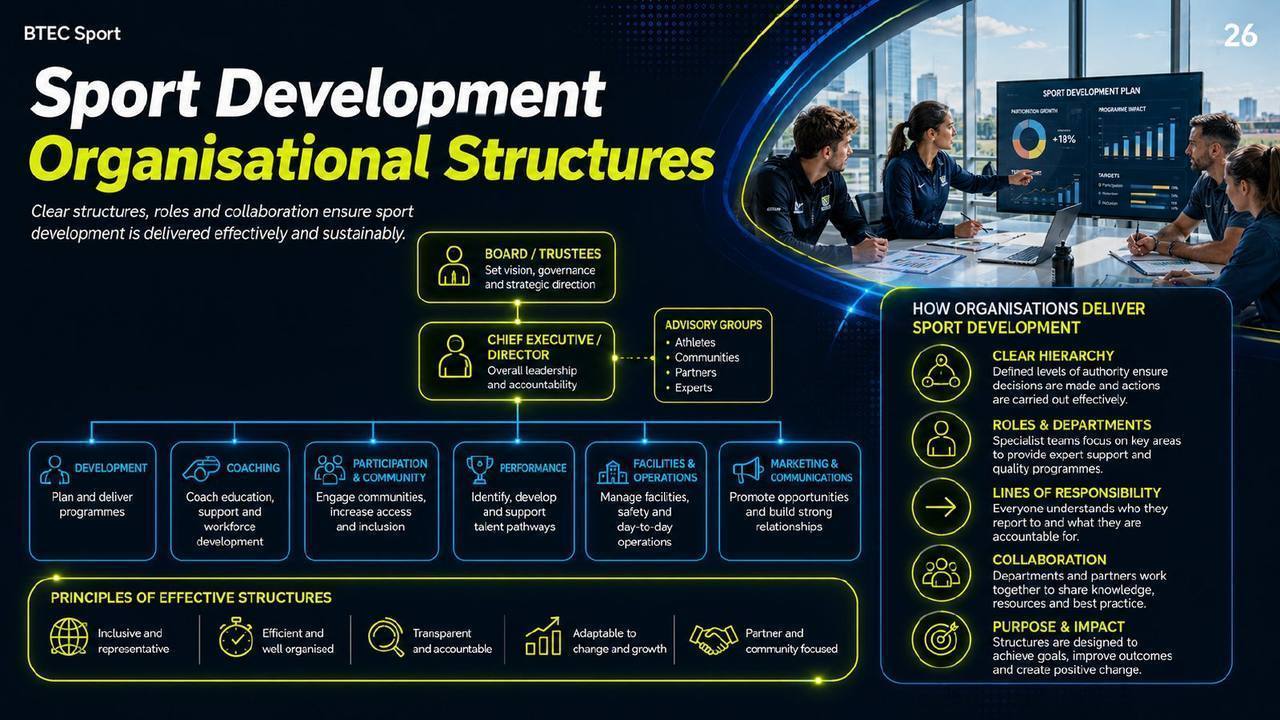 BTEC Sport
26
Sport Development
Organisational Structures
Clear structures, roles and collaboration ensure sport
development is delivered effectively and sustainably.
SPORT DEVELOPMENT PLAN
PARTICIPATION GROWTH
+18%
PROGRAMME IMPACT
TARGETS
BOARD / TRUSTEES
Set vision, governance
and strategic direction
CHIEF EXECUTIVE /
DIRECTOR
Overall leadership
and accountability
ADVISORY GROUPS
• Athletes
• Communities
• Partners
• Experts
DEVELOPMENT
Plan and deliver
programmes
COACHING
Coach education,
support and
workforce
development
PARTICIPATION
& COMMUNITY
Engage communities,
increase access
and inclusion
PERFORMANCE
Identify, develop
and support
talent pathways
FACILITIES &
OPERATIONS
Manage facilities,
safety and
day-to-day
operations
MARKETING &
COMMUNICATIONS
Promote opportunities
and build strong
relationships
PRINCIPLES OF EFFECTIVE STRUCTURES
Inclusive and
representative
Efficient and
well organised
Transparent
and accountable
Adaptable to
change and growth
Partner and
community focused
HOW ORGANISATIONS DELIVER
SPORT DEVELOPMENT
CLEAR HIERARCHY
Defined levels of authority ensure
decisions are made and actions
are carried out effectively.
ROLES & DEPARTMENTS
Specialist teams focus on key areas
to provide expert support and
quality programmes.
LINES OF RESPONSIBILITY
Everyone understands who they
report to and what they are
accountable for.
COLLABORATION
Departments and partners work
together to share knowledge,
resources and best practice.
PURPOSE & IMPACT
Structures are designed to
achieve goals, improve outcomes
and create positive change.